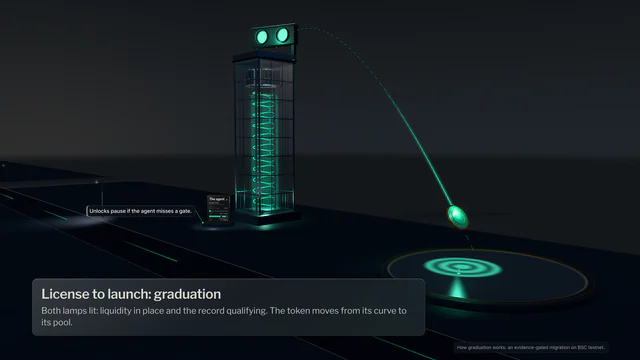 Unlocks pause if the agent misses a gate.
The agent
License to launch: graduation
Both lamps lit: liquidity in place and the record qualifying. The token moves from its curve to
its pool.
How graduation works: an evidence-gated migration on BSC testnet.